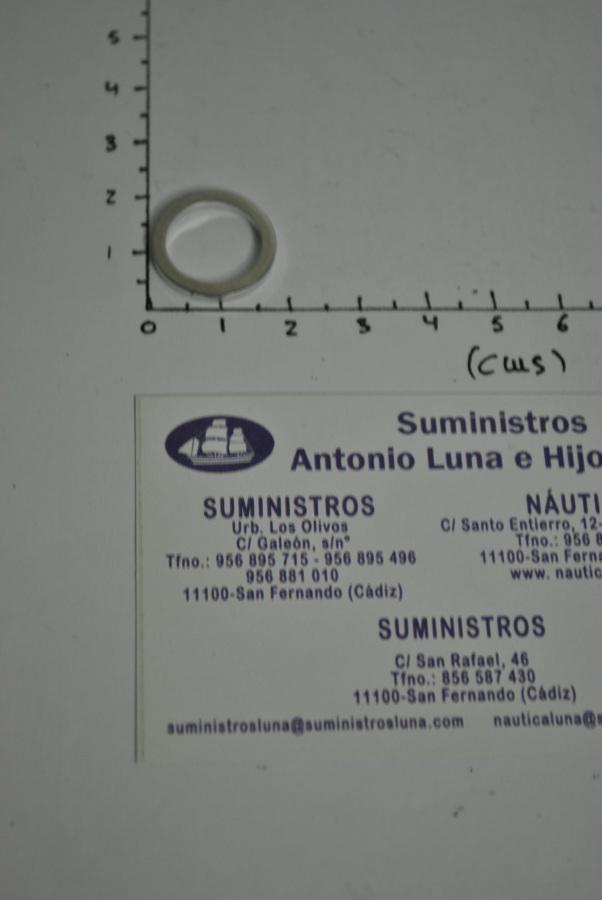 5
4
3
2
1
0 1 2 3 4 5 6
(cms)
Suministros
Antonio Luna e Hijo
SUMINISTROS
Urb. Los Olivos
C/ Galeón, s/nº
Tfno.: 956 895 715 - 956 895 496
956 881 010
11100-San Fernando (Cádiz)
NÁUTI
C/ Santo Entierro, 12-
Tfno.: 956 8
11100-San Ferna
www. nautic
SUMINISTROS
C/ San Rafael, 46
Tfno.: 856 587 430
11100-San Fernando (Cádiz)
suministrosluna@suministrosluna.com nauticaluna@s